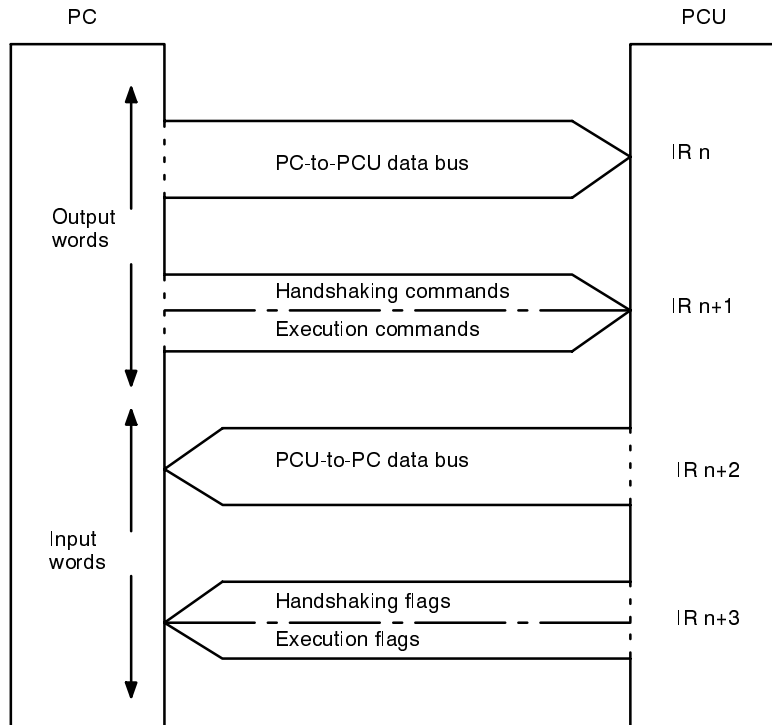 PC
PCU
PC-to-PCU data bus
IR n
Output
words
Handshaking commands
Execution commands
IR n+1
PCU-to-PC data bus
IR n+2
Input
words
Handshaking flags
Execution flags
IR n+3